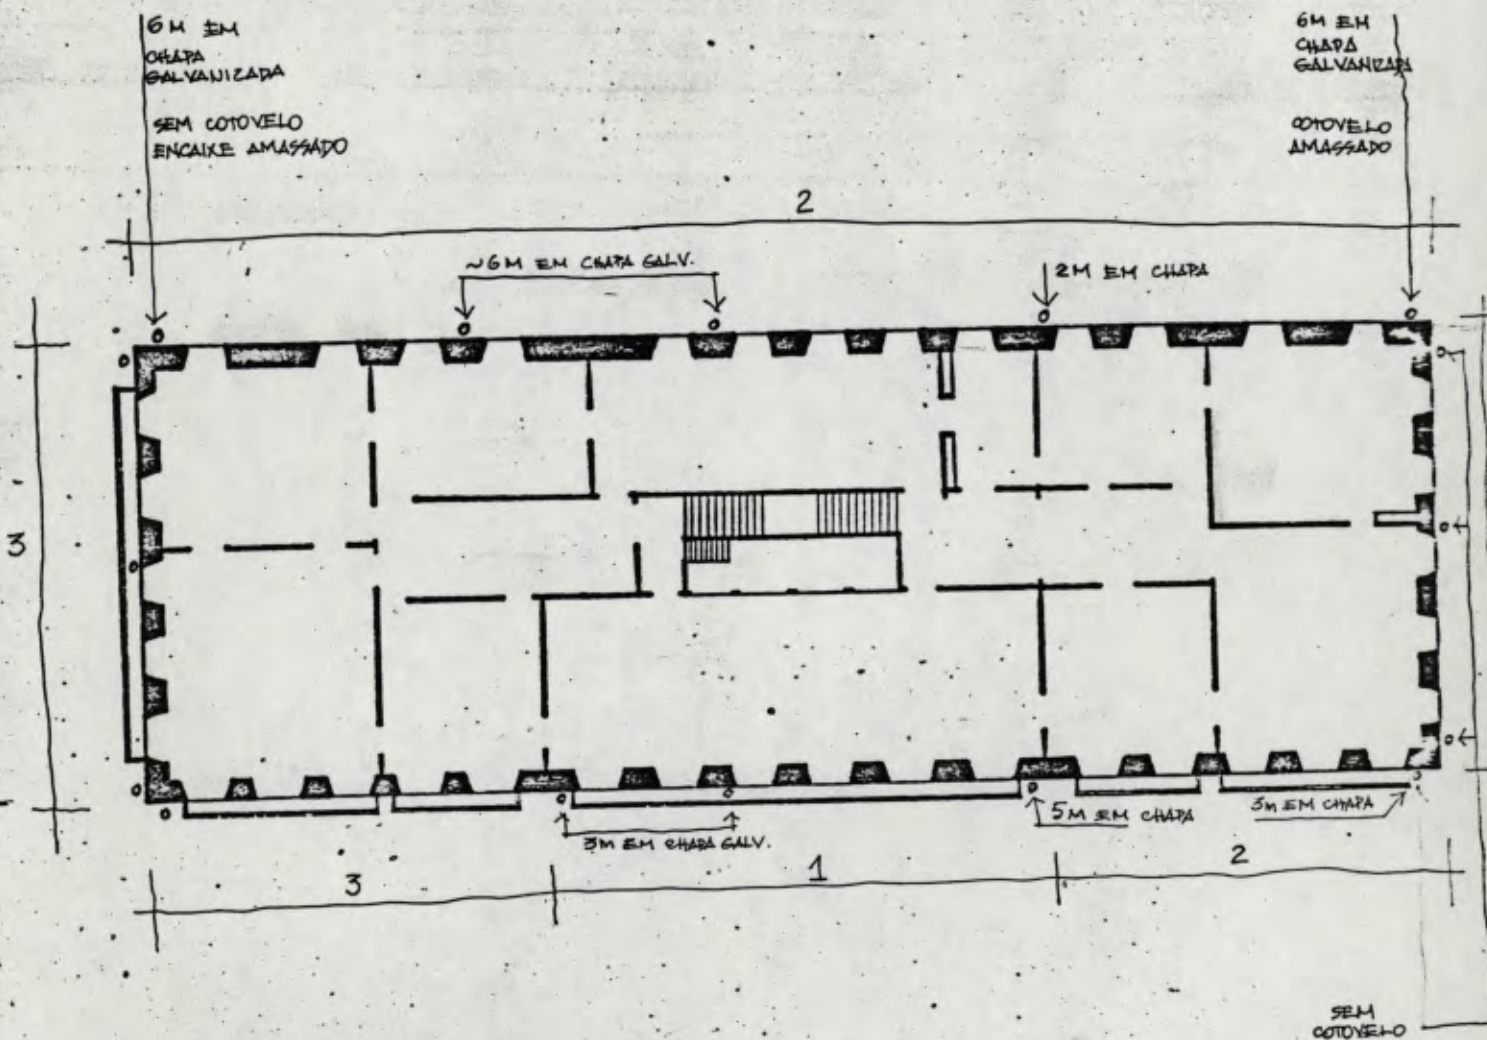 6M EM
CHAPA
GALVANIZADA
SEM COTOVELO
ENCAIXE AMASSADO
6M EM
CHAPA
GALVANIZADA
COTOVELO
AMASSADO
2
~6M EM CHAPA GALV.
2M EM CHAPA
3
3M EM CHAPA GALV.
5M EM CHAPA
3M EM CHAPA
3
1
2
SEM
COTOVELO